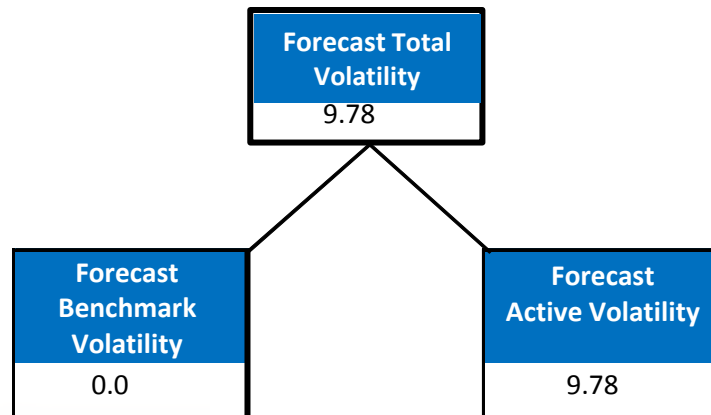 Forecast Total
Volatility
9.78
Forecast
Benchmark
Volatility
0.0
Forecast
Active Volatility
9.78